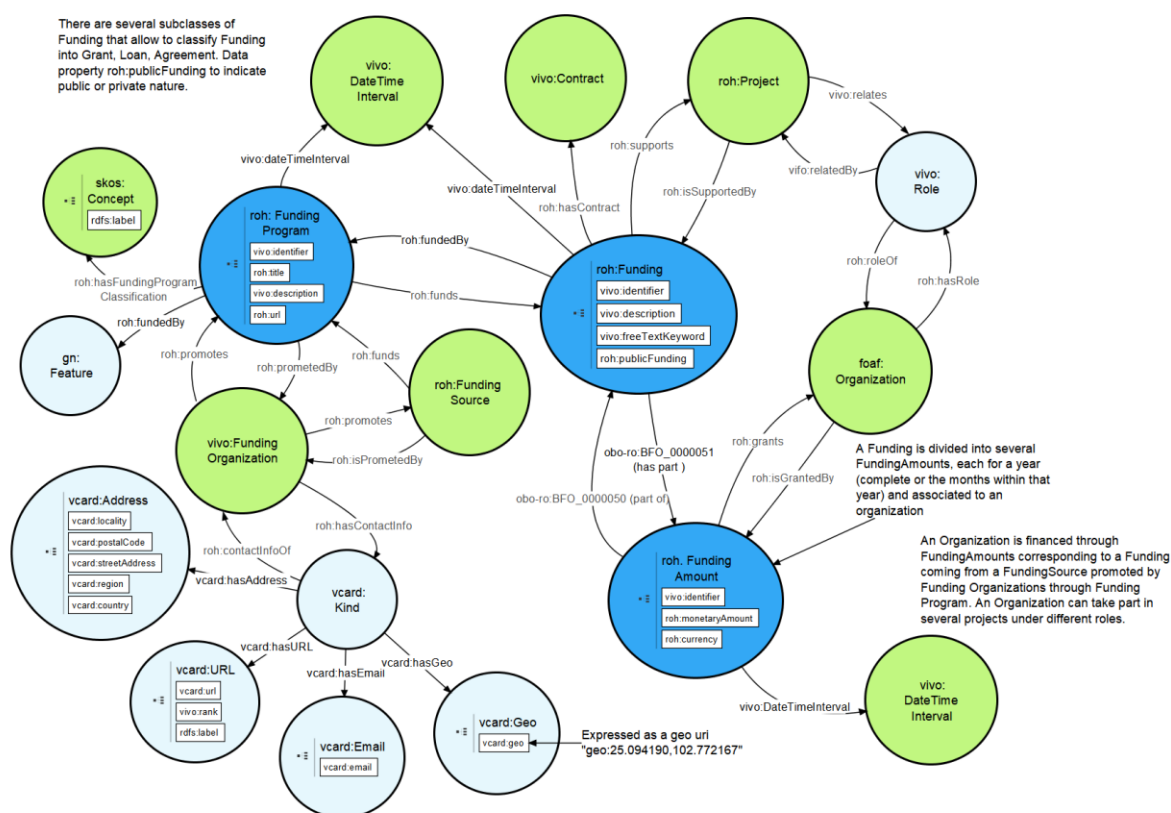 There are several subclasses of
Funding that allow to classify Funding
into Grant, Loan, Agreement. Data
property roh:publicFunding to indicate
public or private nature.
vivo:
DateTime
Interval
vivo:Contract
roh:Project
vivo:relates
vifo:relatedBy
vivo:
Role
skos:
Concept
rdfs:label
vivo:dateTimeInterval
vivo:dateTimeInterval
roh:hasContract
roh:supports
roh:isSupportedBy
roh: Funding
Program
vivo:identifier
roh:title
vivo:description
roh:url
roh:fundedBy
roh:funds
roh:Funding
vivo:identifier
vivo:description
vivo:freeTextKeyword
roh:publicFunding
roh:roleOf
roh:hasRole
roh:hasFundingProgram
Classification
roh:fundedBy
gn:
Feature
roh:promotes
roh:prometedBy
roh:funds
roh:Funding
Source
foaf:
Organization
vivo:Funding
Organization
roh:promotes
roh:isPrometedBy
obo-ro:BFO_0000051
(has part )
obo-ro:BFO_0000050 (part of)
roh:grants
roh:isGrantedBy
A Funding is divided into several
FundingAmounts, each for a year
(complete or the months within that
year) and associated to an
organization
vcard:Address
vcard:locality
vcard:postalCode
vcard:streetAddress
vcard:region
vcard:country
roh:hasContactInfo
roh:contactInfoOf
vcard:hasAddress
vcard:
Kind
roh. Funding
Amount
vivo:identifier
roh:monetaryAmount
roh:currency
An Organization is financed through
FundingAmounts corresponding to a Funding
coming from a FundingSource promoted by
Funding Organizations through Funding
Program. An Organization can take part in
several projects under different roles.
vcard:hasURL
vcard:hasEmail
vcard:hasGeo
vcard:URL
vcard:url
vivo:rank
rdfs:label
vcard:Email
vcard:email
vcard:Geo
vcard:geo
Expressed as a geo uri
"geo:25.094190,102.772167"
vivo:DateTimeInterval
vivo:
DateTime
Interval